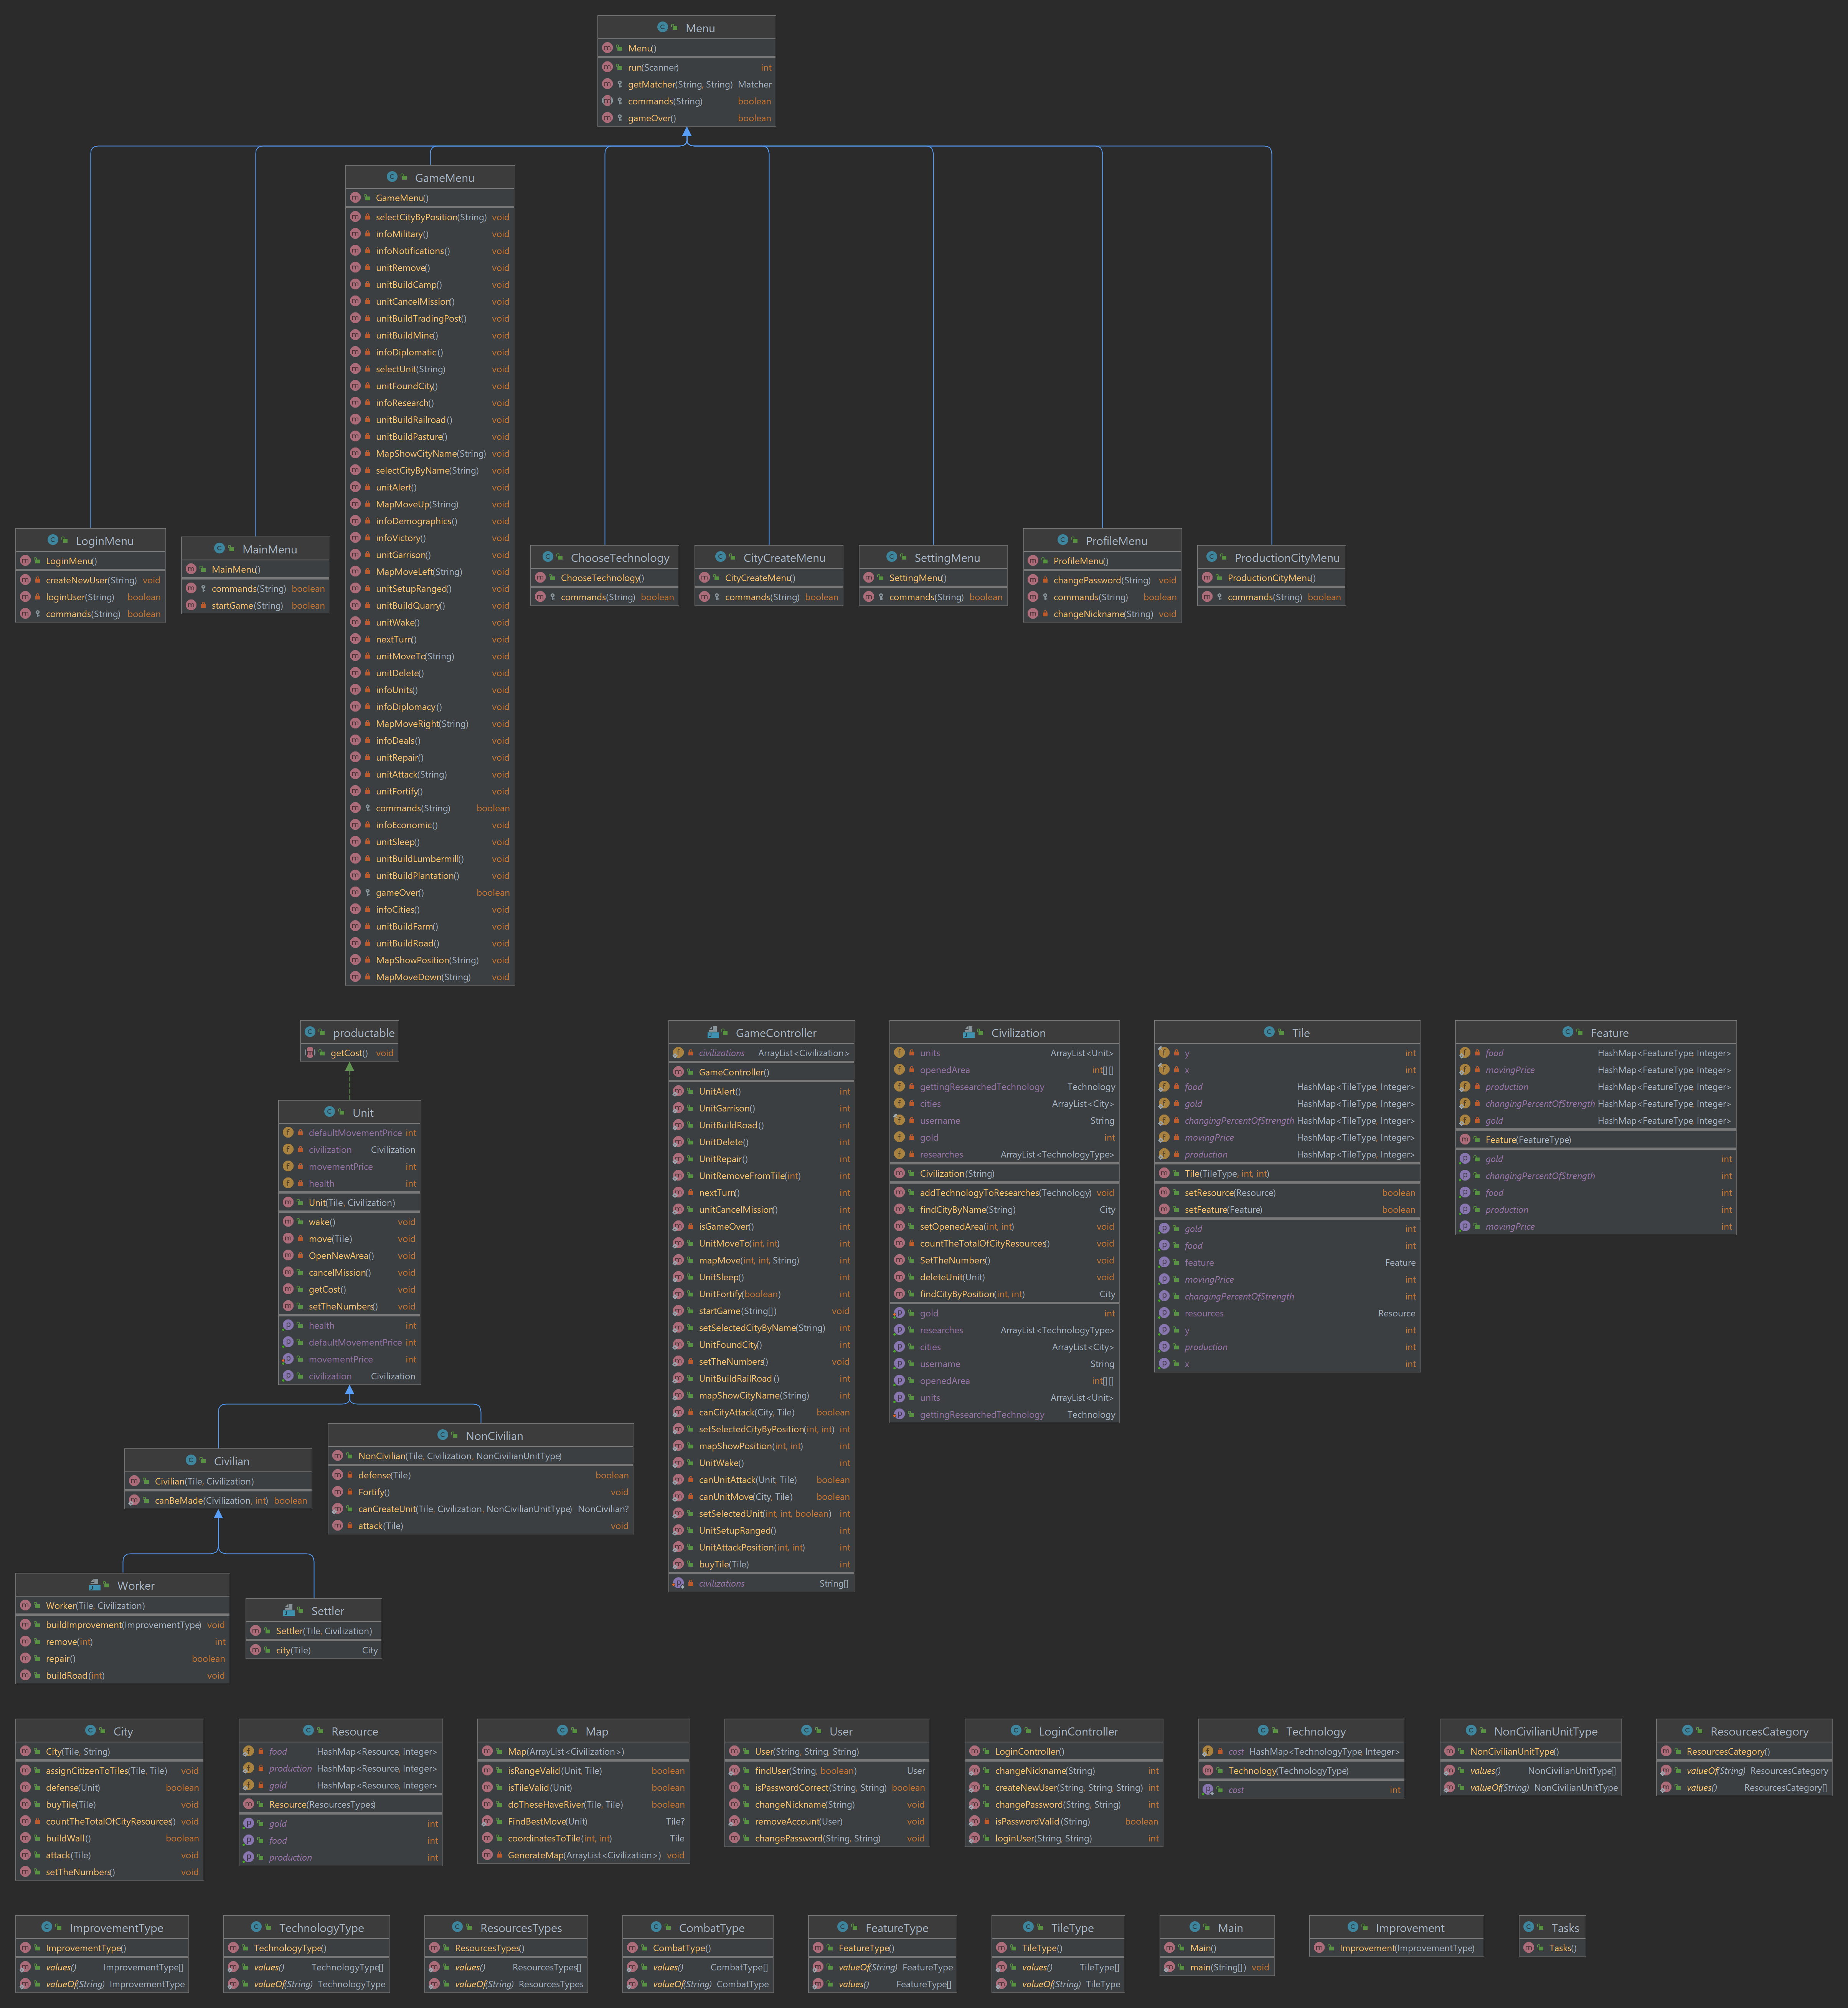 Menu
Menu()
run(Scanner) int
getMatcher(String, String) Matcher
commands(String) boolean
gameOver() boolean
GameMenu
GameMenu()
selectCityByPosition(String) void
infoMilitary() void
infoNotifications() void
unitRemove() void
unitBuildCamp() void
unitCancelMission() void
unitBuildTradingPost() void
unitBuildMine() void
infoDiplomatic() void
selectUnit(String) void
unitFoundCity() void
infoResearch() void
unitBuildRailroad() void
unitBuildPasture() void
MapShowCityName(String) void
selectCityByName(String) void
unitAlert() void
MapMoveUp(String) void
infoDemographics() void
infoVictory() void
unitGarrison() void
MapMoveLeft(String) void
unitSetupRanged() void
unitBuildQuarry() void
unitWake() void
nextTurn() void
unitMoveTo(String) void
unitDelete() void
infoUnits() void
infoDiplomacy() void
MapMoveRight(String) void
infoDeals() void
unitRepair() void
unitAttack(String) void
unitFortify() void
commands(String) boolean
infoEconomic() void
unitSleep() void
unitBuildLumbermill() void
unitBuildPlantation() void
gameOver() boolean
infoCities() void
unitBuildFarm() void
unitBuildRoad() void
MapShowPosition(String) void
MapMoveDown(String) void
LoginMenu
LoginMenu()
createNewUser(String) void
loginUser(String) boolean
commands(String) boolean
MainMenu
MainMenu()
commands(String) boolean
startGame(String) boolean
ChooseTechnology
ChooseTechnology()
commands(String) boolean
CityCreateMenu
CityCreateMenu()
commands(String) boolean
SettingMenu
SettingMenu()
commands(String) boolean
ProfileMenu
ProfileMenu()
changePassword(String) void
commands(String) boolean
changeNickname(String) void
ProductionCityMenu
ProductionCityMenu()
commands(String) boolean
productable
getCost() void
Unit
defaultMovementPrice int
civilization Civilization
movementPrice int
health int
Unit(Tile, Civilization)
wake() void
move(Tile) void
OpenNewArea() void
cancelMission() void
getCost() void
setTheNumbers() void
health int
defaultMovementPrice int
movementPrice int
civilization Civilization
Civilian
Civilian(Tile, Civilization)
canBeMade(Civilization, int) boolean
NonCivilian
NonCivilian(Tile, Civilization, NonCivilianUnitType)
defense(Tile) boolean
Fortify() void
canCreateUnit(Tile, Civilization, NonCivilianUnitType) NonCivilian?
attack(Tile) void
Worker
Worker(Tile, Civilization)
buildImprovement(ImprovementType) void
remove(int) int
repair() boolean
buildRoad(int) void
Settler
Settler(Tile, Civilization)
city(Tile) City
GameController
civilizations ArrayList<Civilization>
GameController()
UnitAlert() int
UnitGarrison() int
UnitBuildRoad() int
UnitDelete() int
UnitRepair() int
UnitRemoveFromTile(int) int
nextTurn() int
unitCancelMission() int
isGameOver() int
UnitMoveTo(int, int) int
mapMove(int, int, String) int
UnitSleep() int
UnitFortify(boolean) int
startGame(String[]) void
setSelectedCityByName(String) int
UnitFoundCity() int
setTheNumbers() void
UnitBuildRailRoad() int
mapShowCityName(String) int
canCityAttack(City, Tile) boolean
setSelectedCityByPosition(int, int) int
mapShowPosition(int, int) int
UnitWake() int
canUnitAttack(Unit, Tile) boolean
canUnitMove(City, Tile) boolean
setSelectedUnit(int, int, boolean) int
UnitSetupRanged() int
UnitAttackPosition(int, int) int
buyTile(Tile) int
civilizations String[]
Civilization
units ArrayList<Unit>
openedArea int[][]
gettingResearchedTechnology Technology
cities ArrayList<City>
username String
gold int
researches ArrayList<TechnologyType>
Civilization(String)
addTechnologyToResearches(Technology) void
findCityByName(String) City
setOpenedArea(int, int) void
countTheTotalOfCityResources() void
SetTheNumbers() void
deleteUnit(Unit) void
findCityByPosition(int, int) City
gold int
researches ArrayList<TechnologyType>
cities ArrayList<City>
username String
openedArea int[][]
units ArrayList<Unit>
gettingResearchedTechnology Technology
Tile
y int
x int
food HashMap<TileType, Integer>
gold HashMap<TileType, Integer>
changingPercentOfStrength HashMap<TileType, Integer>
movingPrice HashMap<TileType, Integer>
production HashMap<TileType, Integer>
Tile(TileType, int, int)
setResource(Resource) boolean
setFeature(Feature) boolean
gold int
food int
feature Feature
movingPrice int
changingPercentOfStrength int
resources Resource
y int
production int
x int
Feature
food HashMap<FeatureType, Integer>
movingPrice HashMap<FeatureType, Integer>
production HashMap<FeatureType, Integer>
changingPercentOfStrength HashMap<FeatureType, Integer>
gold HashMap<FeatureType, Integer>
Feature(FeatureType)
gold int
changingPercentOfStrength int
food int
production int
movingPrice int
City
City(Tile, String)
assignCitizenToTiles(Tile, Tile) void
defense(Unit) boolean
buyTile(Tile) void
countTheTotalOfCityResources() void
buildWall() boolean
attack(Tile) void
setTheNumbers() void
Resource
food HashMap<Resource, Integer>
production HashMap<Resource, Integer>
gold HashMap<Resource, Integer>
Resource(ResourcesTypes)
gold int
food int
production int
Map
Map(ArrayList<Civilization>)
isRangeValid(Unit, Tile) boolean
isTileValid(Unit) boolean
doTheseHaveRiver(Tile, Tile) boolean
FindBestMove(Unit) Tile?
coordinatesToTile(int, int) Tile
GenerateMap(ArrayList<Civilization>) void
User
User(String, String, String)
findUser(String, boolean) User
isPasswordCorrect(String, String) boolean
changeNickname(String) void
removeAccount(User) void
changePassword(String, String) void
LoginController
LoginController()
changeNickname(String) int
createNewUser(String, String, String) int
changePassword(String, String) int
isPasswordValid(String) boolean
loginUser(String, String) int
Technology
cost HashMap<TechnologyType, Integer>
Technology(TechnologyType)
cost int
NonCivilianUnitType
NonCivilianUnitType()
values() NonCivilianUnitType[]
valueOf(String) NonCivilianUnitType
ResourcesCategory
ResourcesCategory()
valueOf(String) ResourcesCategory
values() ResourcesCategory[]
ImprovementType
ImprovementType()
values() ImprovementType[]
valueOf(String) ImprovementType
TechnologyType
TechnologyType()
values() TechnologyType[]
valueOf(String) TechnologyType
ResourcesTypes
ResourcesTypes()
values() ResourcesTypes[]
valueOf(String) ResourcesTypes
CombatType
CombatType()
values() CombatType[]
valueOf(String) CombatType
FeatureType
FeatureType()
valueOf(String) FeatureType
values() FeatureType[]
TileType
TileType()
values() TileType[]
valueOf(String) TileType
Main
Main()
main(String[]) void
Improvement
Improvement(ImprovementType)
Tasks
Tasks()